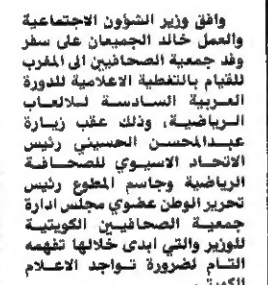 وافق وزير الشؤون الاجتماعية
والعمل خالد الجميعان على سفر
وفد جمعية الصحافيين الى المغرب
للقيام بالتغطية الاعلامية للدورة
العربية السادسة للالعاب
الرياضية، وذلك عقب زيارة
عبدالمحسن الحسيني رئيس
الاتحاد الاسيوي للصحافة
الرياضية وجاسم المطوع رئيس
تحرير الوطن عضوي مجلس ادارة
جمعية الصحافيين الكويتية
للوزير والتي ابدى خلالها تفهمه
التام لضرورة تواجد الاعلام